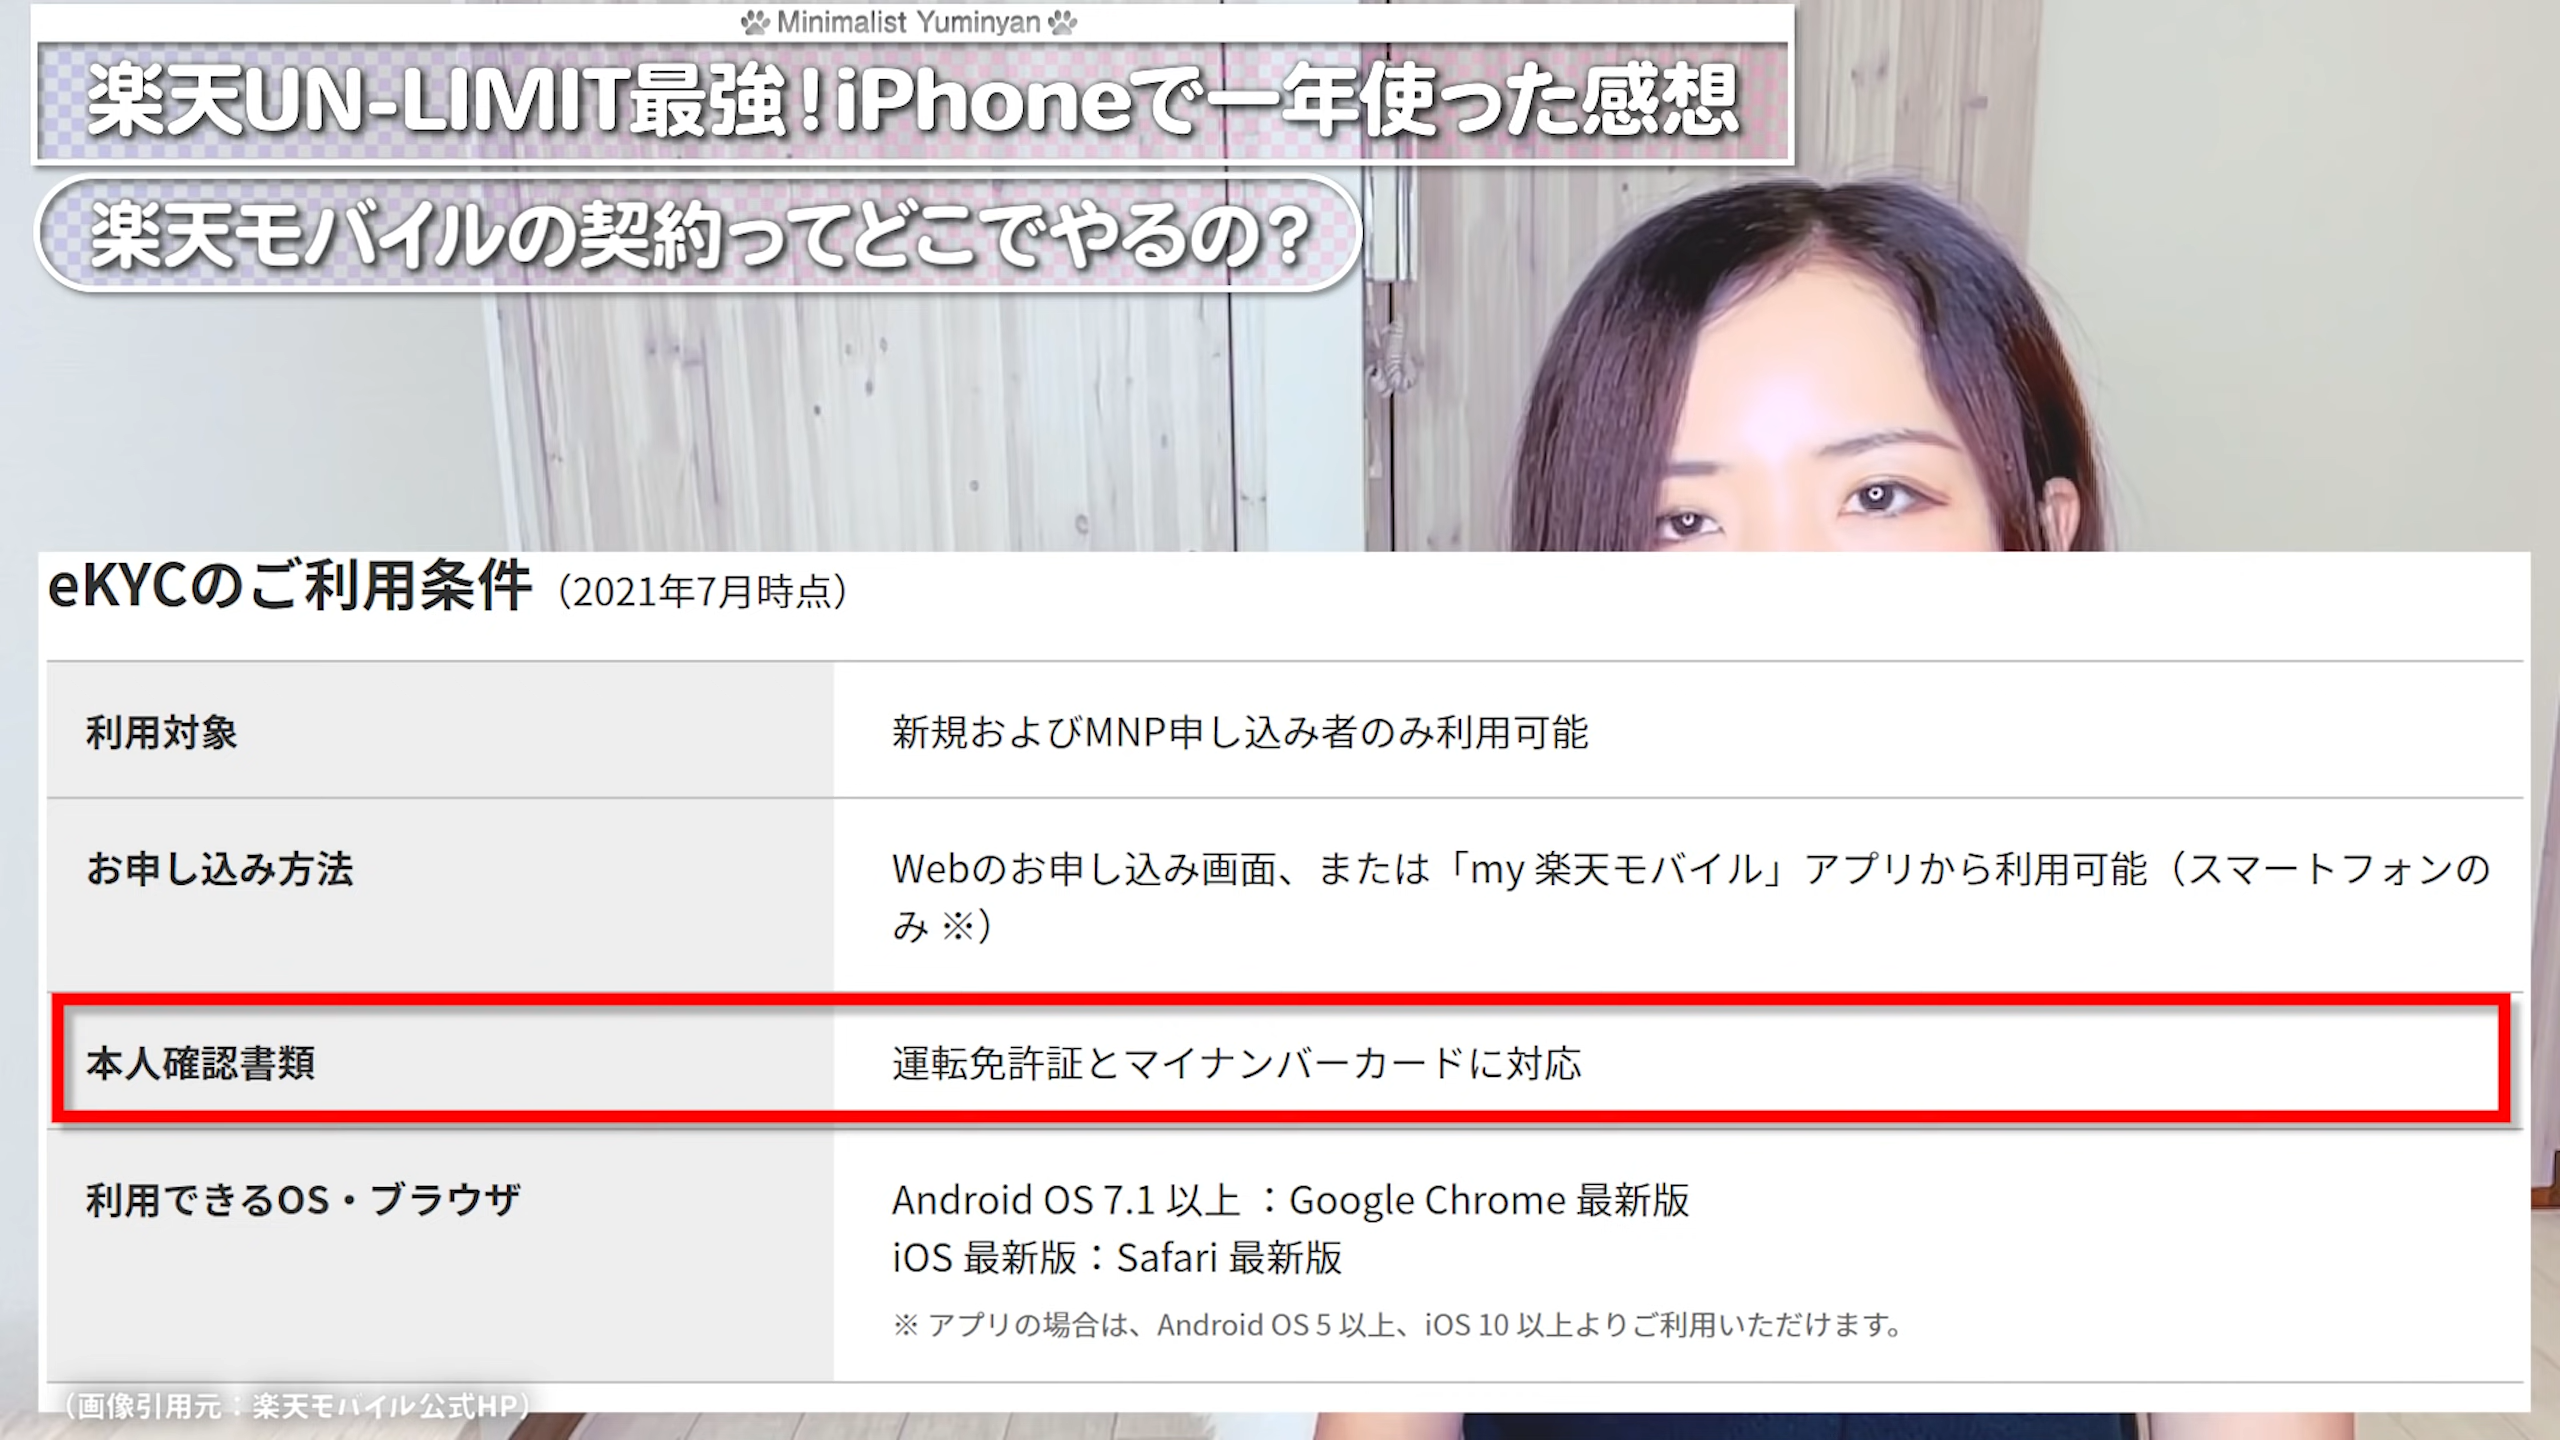 Minimalist Yuminyan
楽天UN-LIMIT最強！iPhoneで一年使った感想
楽天モバイルの契約ってどこでやるの？
eKYCのご利用条件（2021年7月時点）
利用対象
新規およびMNP申し込み者のみ利用可能
お申し込み方法
Webのお申し込み画面、または「my 楽天モバイル」アプリから利用可能（スマートフォンの
み ※）
本人確認書類
運転免許証とマイナンバーカードに対応
利用できるOS・ブラウザ
Android OS 7.1 以上 ：Google Chrome 最新版
iOS 最新版：Safari 最新版
※ アプリの場合は、Android OS 5 以上、iOS 10 以上よりご利用いただけます。
（画像引用元：楽天モバイル公式HP）